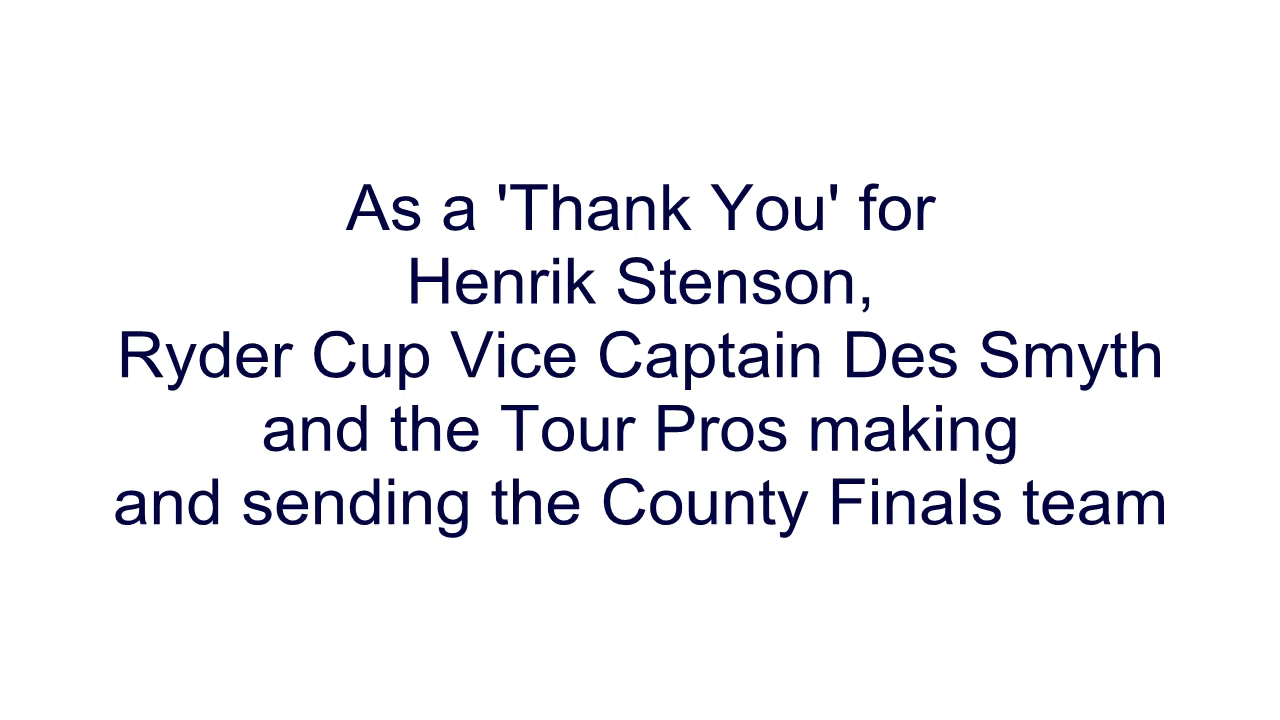 As a 'Thank You' for
Henrik Stenson,
Ryder Cup Vice Captain Des Smyth
and the Tour Pros making
and sending the County Finals team